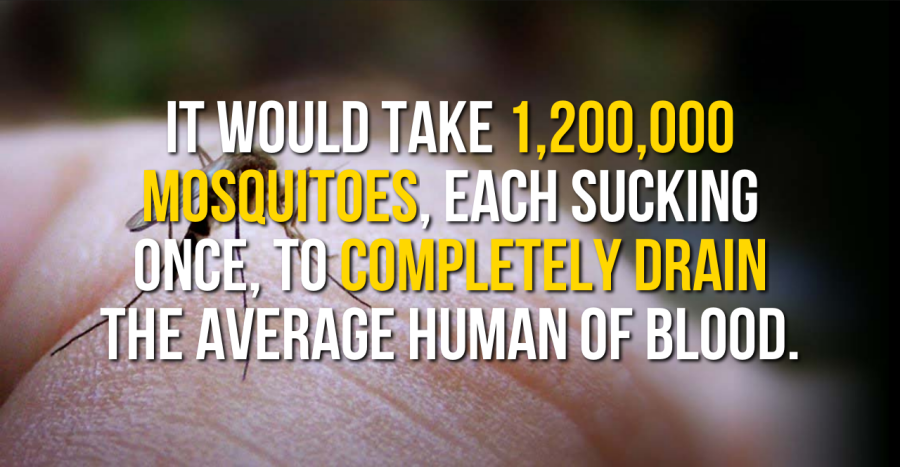 IT WOULD TAKE 1,200,000
MOSQUITOES, EACH SUCKING
ONCE, TO COMPLETELY DRAIN
THE AVERAGE HUMAN OF BLOOD.